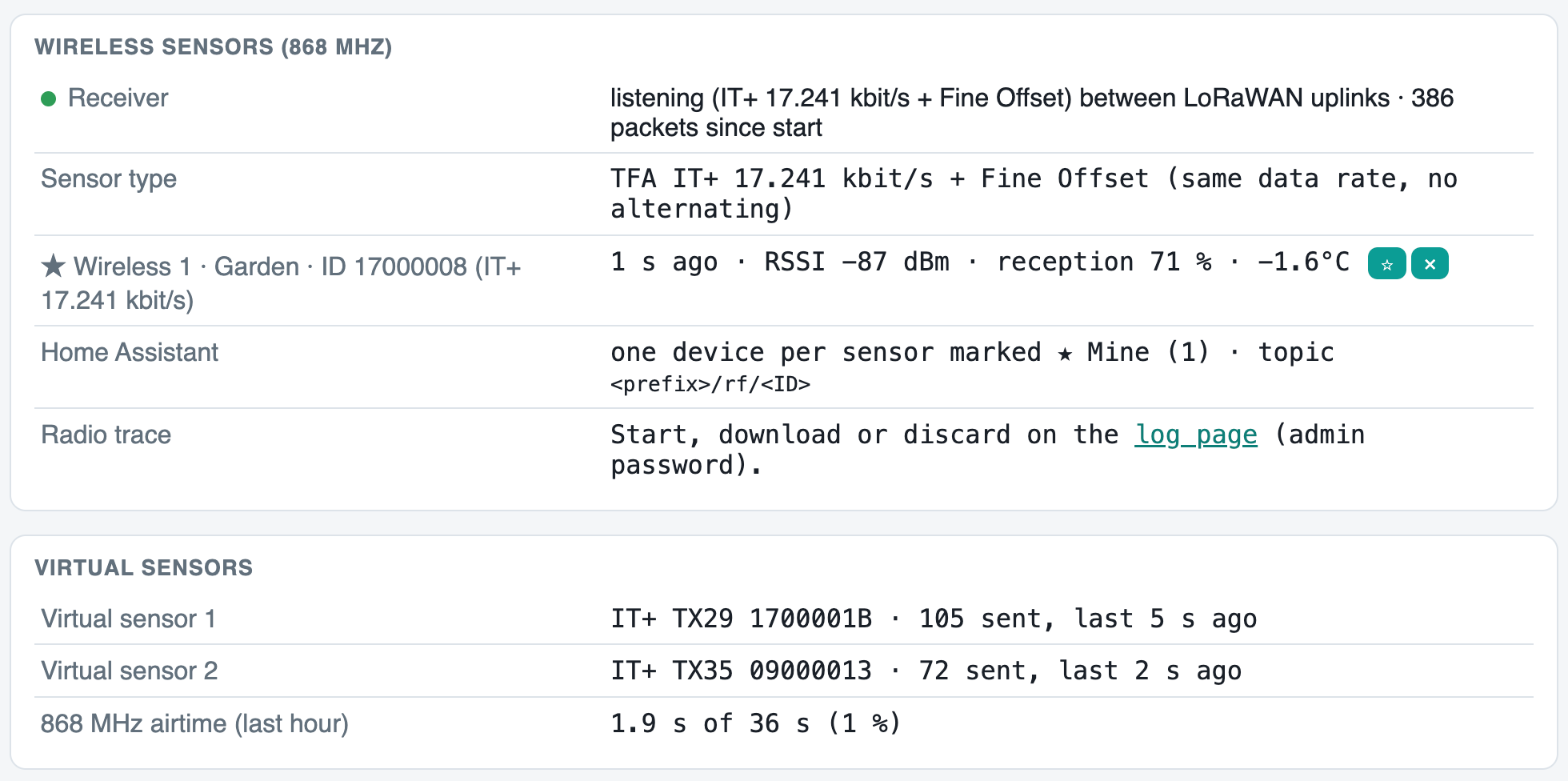 WIRELESS SENSORS (868 MHZ)
Receiver
listening (IT+ 17.241 kbit/s + Fine Offset) between LoRaWAN uplinks · 386
packets since start
Sensor type
TFA IT+ 17.241 kbit/s + Fine Offset (same data rate, no
alternating)
★ Wireless 1 · Garden · ID 17000008 (IT+
17.241 kbit/s)
1 s ago · RSSI −87 dBm · reception 71 % · −1.6°C ☆ ×
Home Assistant
one device per sensor marked ★ Mine (1) · topic
<prefix>/rf/<ID>
Radio trace
Start, download or discard on the log page (admin
password).
VIRTUAL SENSORS
Virtual sensor 1
IT+ TX29 1700001B · 105 sent, last 5 s ago
Virtual sensor 2
IT+ TX35 09000013 · 72 sent, last 2 s ago
868 MHz airtime (last hour)
1.9 s of 36 s (1 %)